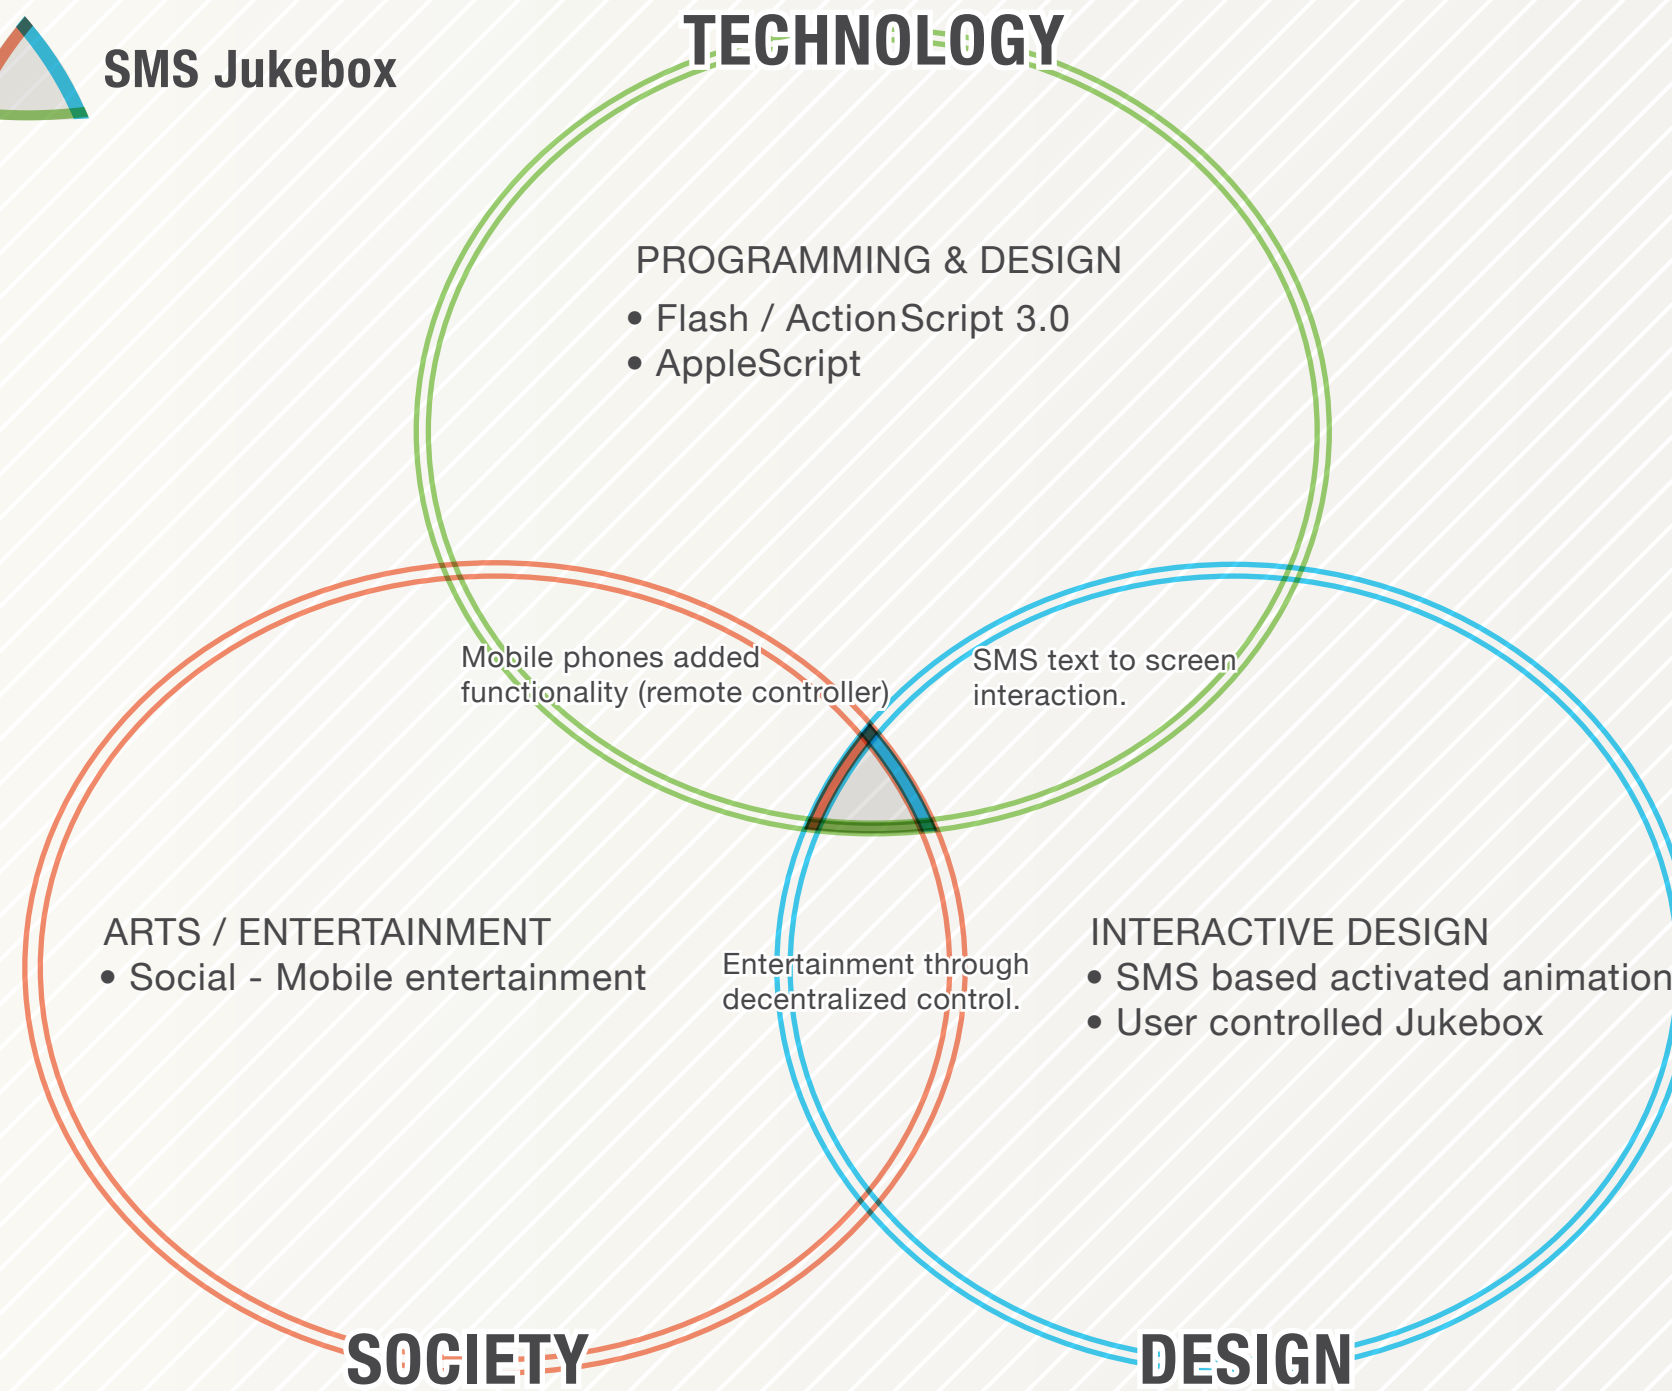 TECHNOLOGY
SMS Jukebox
PROGRAMMING & DESIGN
• Flash / ActionScript 3.0
• AppleScript
Mobile phones added
functionality (remote controller)
SMS text to screen
interaction.
ARTS / ENTERTAINMENT
• Social - Mobile entertainment
Entertainment through
decentralized control.
INTERACTIVE DESIGN
• SMS based activated animation
• User controlled Jukebox
SOCIETY
DESIGN